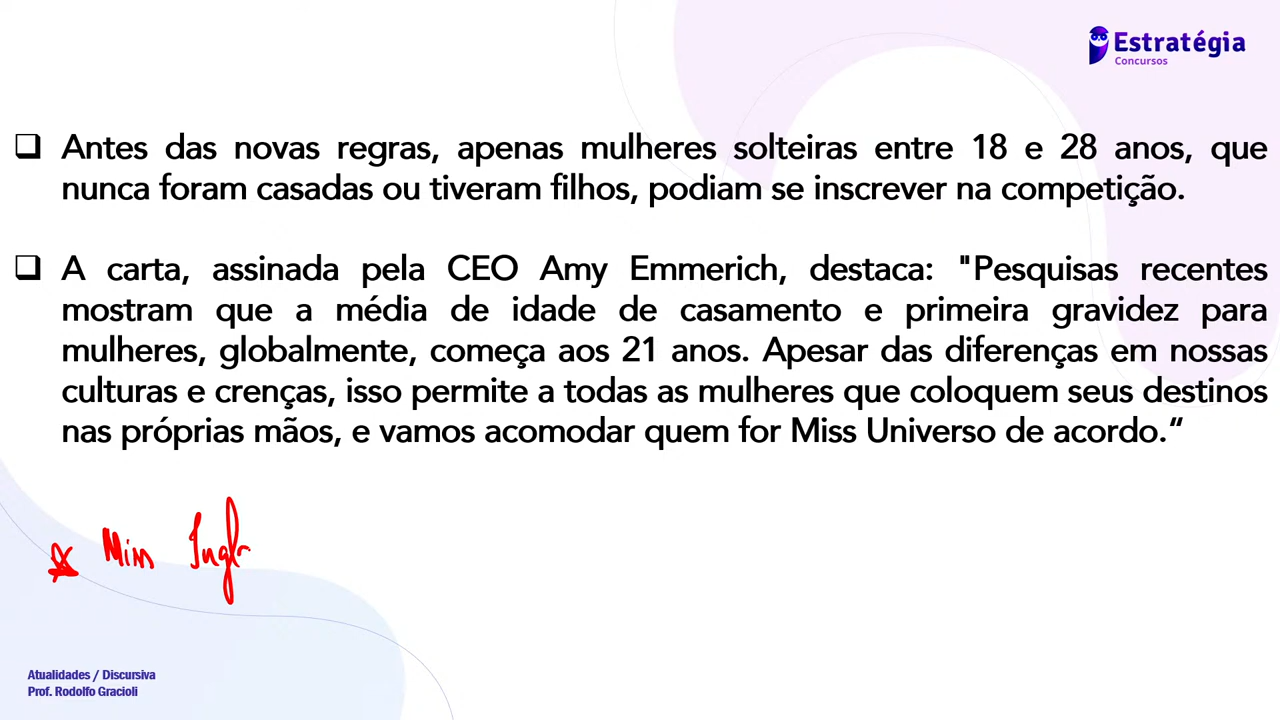 Estratégia
Concursos
Antes das novas regras, apenas mulheres solteiras entre 18 e 28 anos, que
nunca foram casadas ou tiveram filhos, podiam se inscrever na competição.
A carta, assinada pela CEO Amy Emmerich, destaca: "Pesquisas recentes
mostram que a média de idade de casamento e primeira gravidez para
mulheres, globalmente, começa aos 21 anos. Apesar das diferenças em nossas
culturas e crenças, isso permite a todas as mulheres que coloquem seus destinos
nas próprias mãos, e vamos acomodar quem for Miss Universo de acordo.“
Miss Ingla
Atualidades / Discursiva
Prof. Rodolfo Gracioli